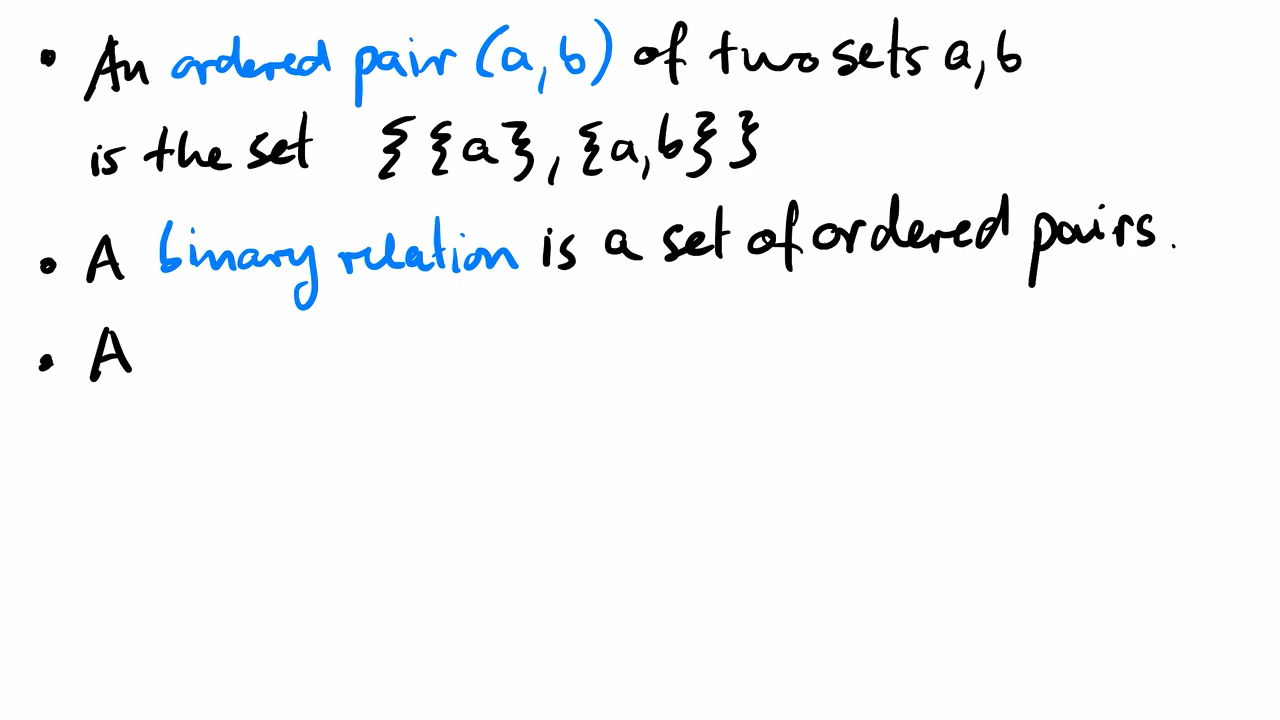 • An ordered pair (a,b) of two sets a,b
is the set {{a},{a,b}}
• A binary relation is a set of ordered pairs.
• A